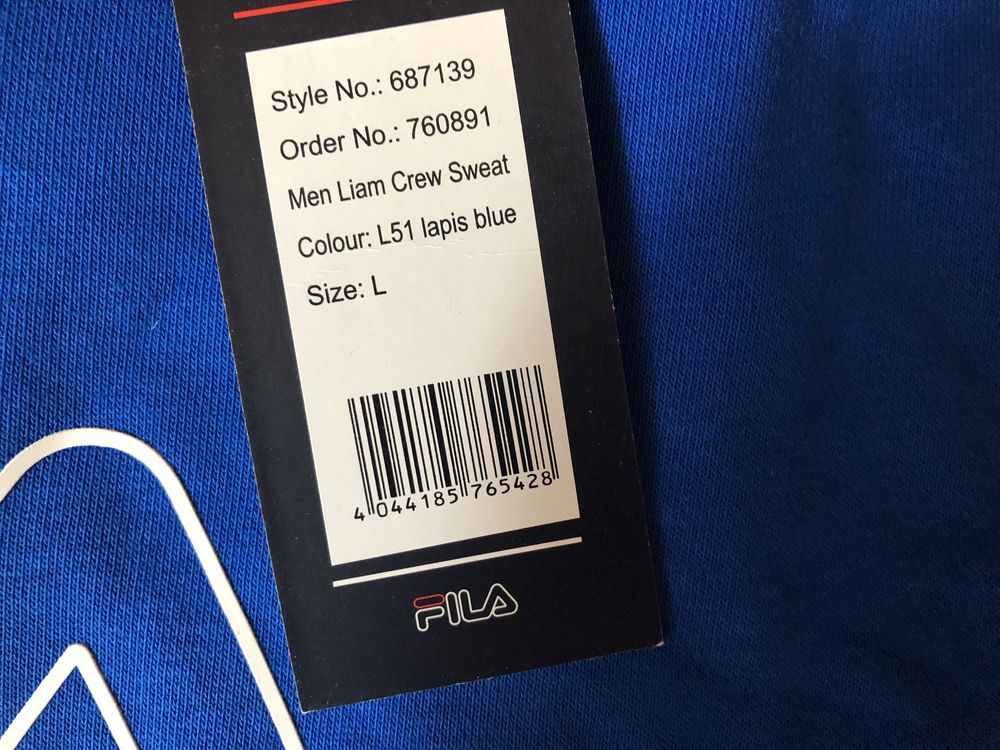 Style No.: 687139
Order No.: 760891
Men Liam Crew Sweat
Colour: L51 lapis blue
Size: L
4 044185 765428
FILA